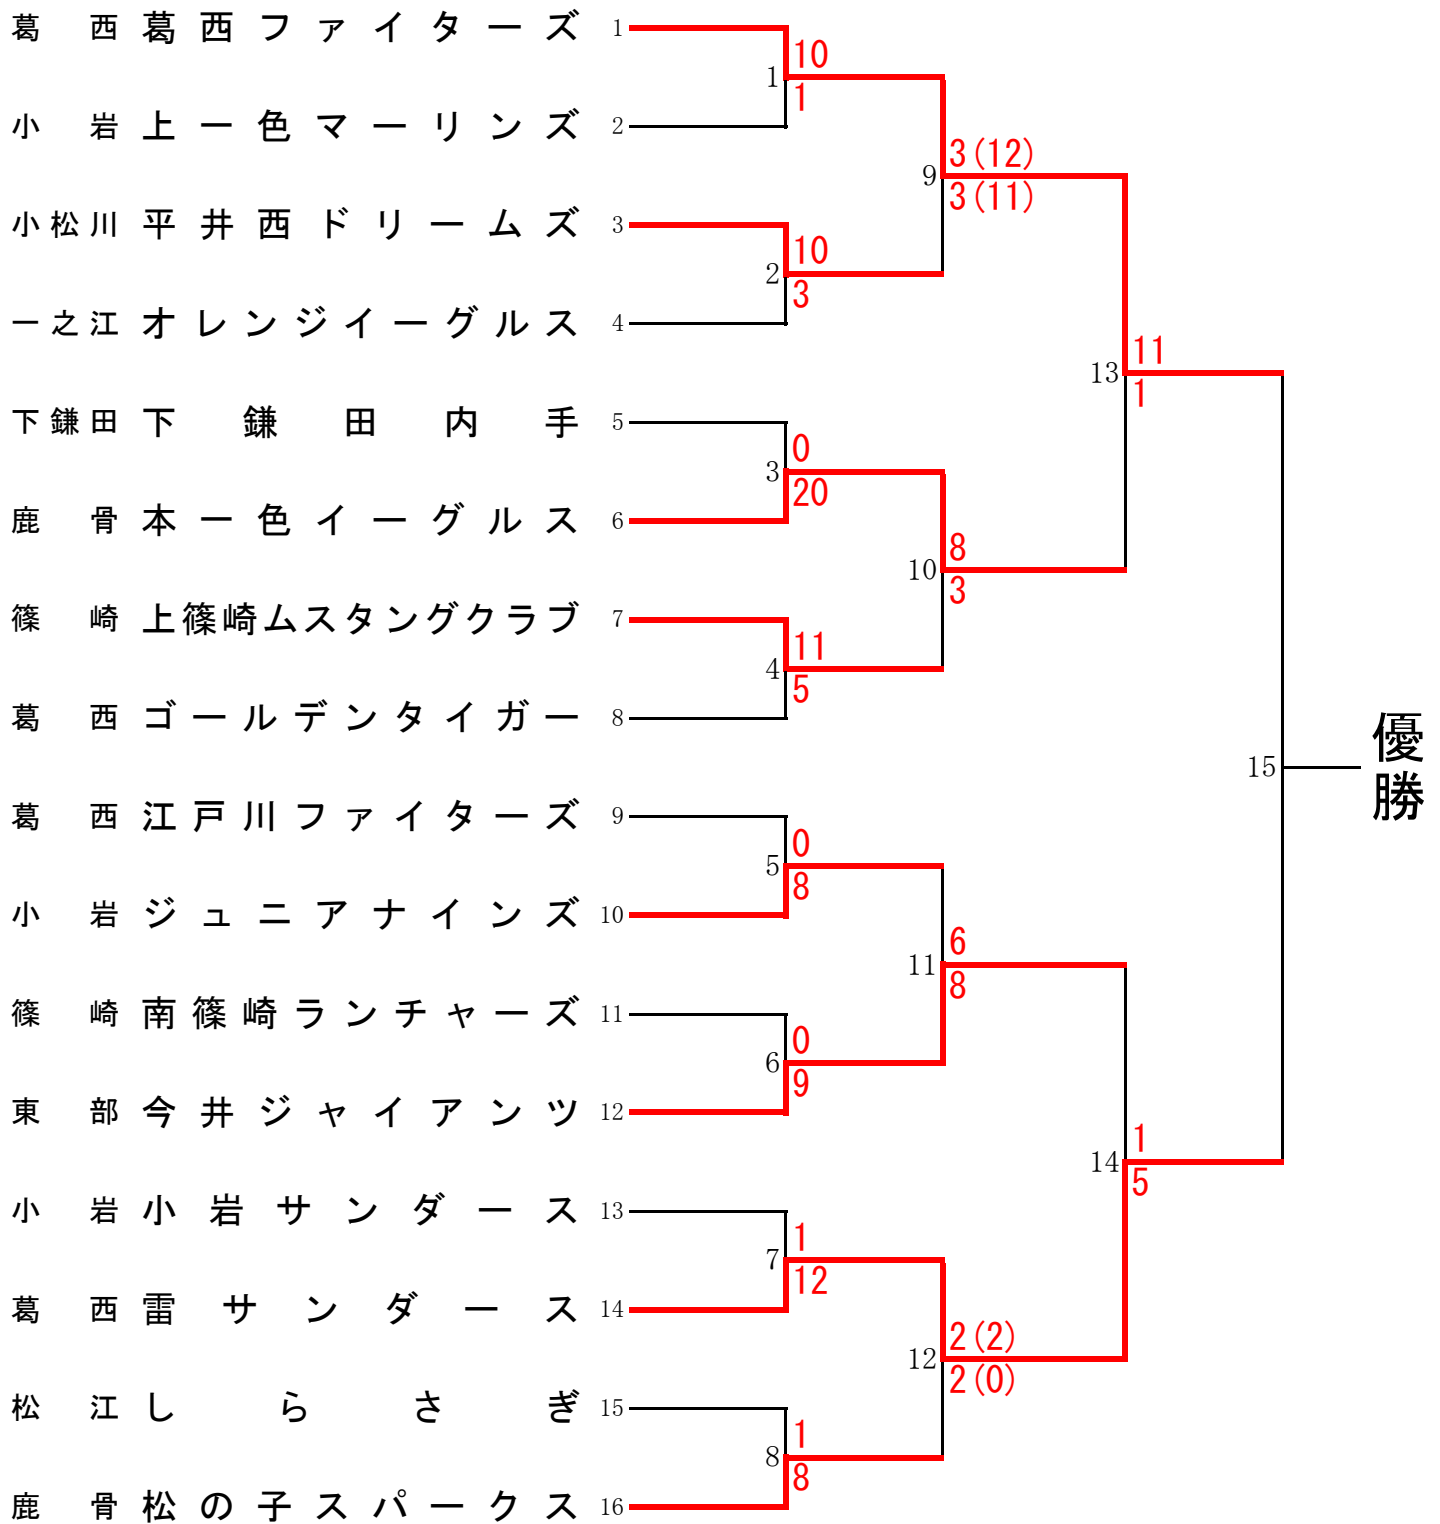 葛西 葛西ファイターズ 1
10
1
1
小岩 上一色マーリンズ 2
3(12)
9
3(11)
小松川 平井西ドリームズ 3
10
2
3
一之江 オレンジイーグルス 4
11
13
1
下鎌田 下鎌田内手 5
0
3
20
鹿骨 本一色イーグルス 6
8
10
3
篠崎 上篠崎ムスタングクラブ 7
11
4
5
葛西 ゴールデンタイガー 8
優勝
15
葛西 江戸川ファイターズ 9
0
5
8
小岩 ジュニアナインズ 10
6
11
8
篠崎 南篠崎ランチャーズ 11
0
6
9
東部 今井ジャイアンツ 12
1
14
5
小岩 小岩サンダース 13
1
7
12
葛西 雷サンダース 14
2(2)
12
2(0)
松江 しらさぎ 15
1
8
8
鹿骨 松の子スパークス 16